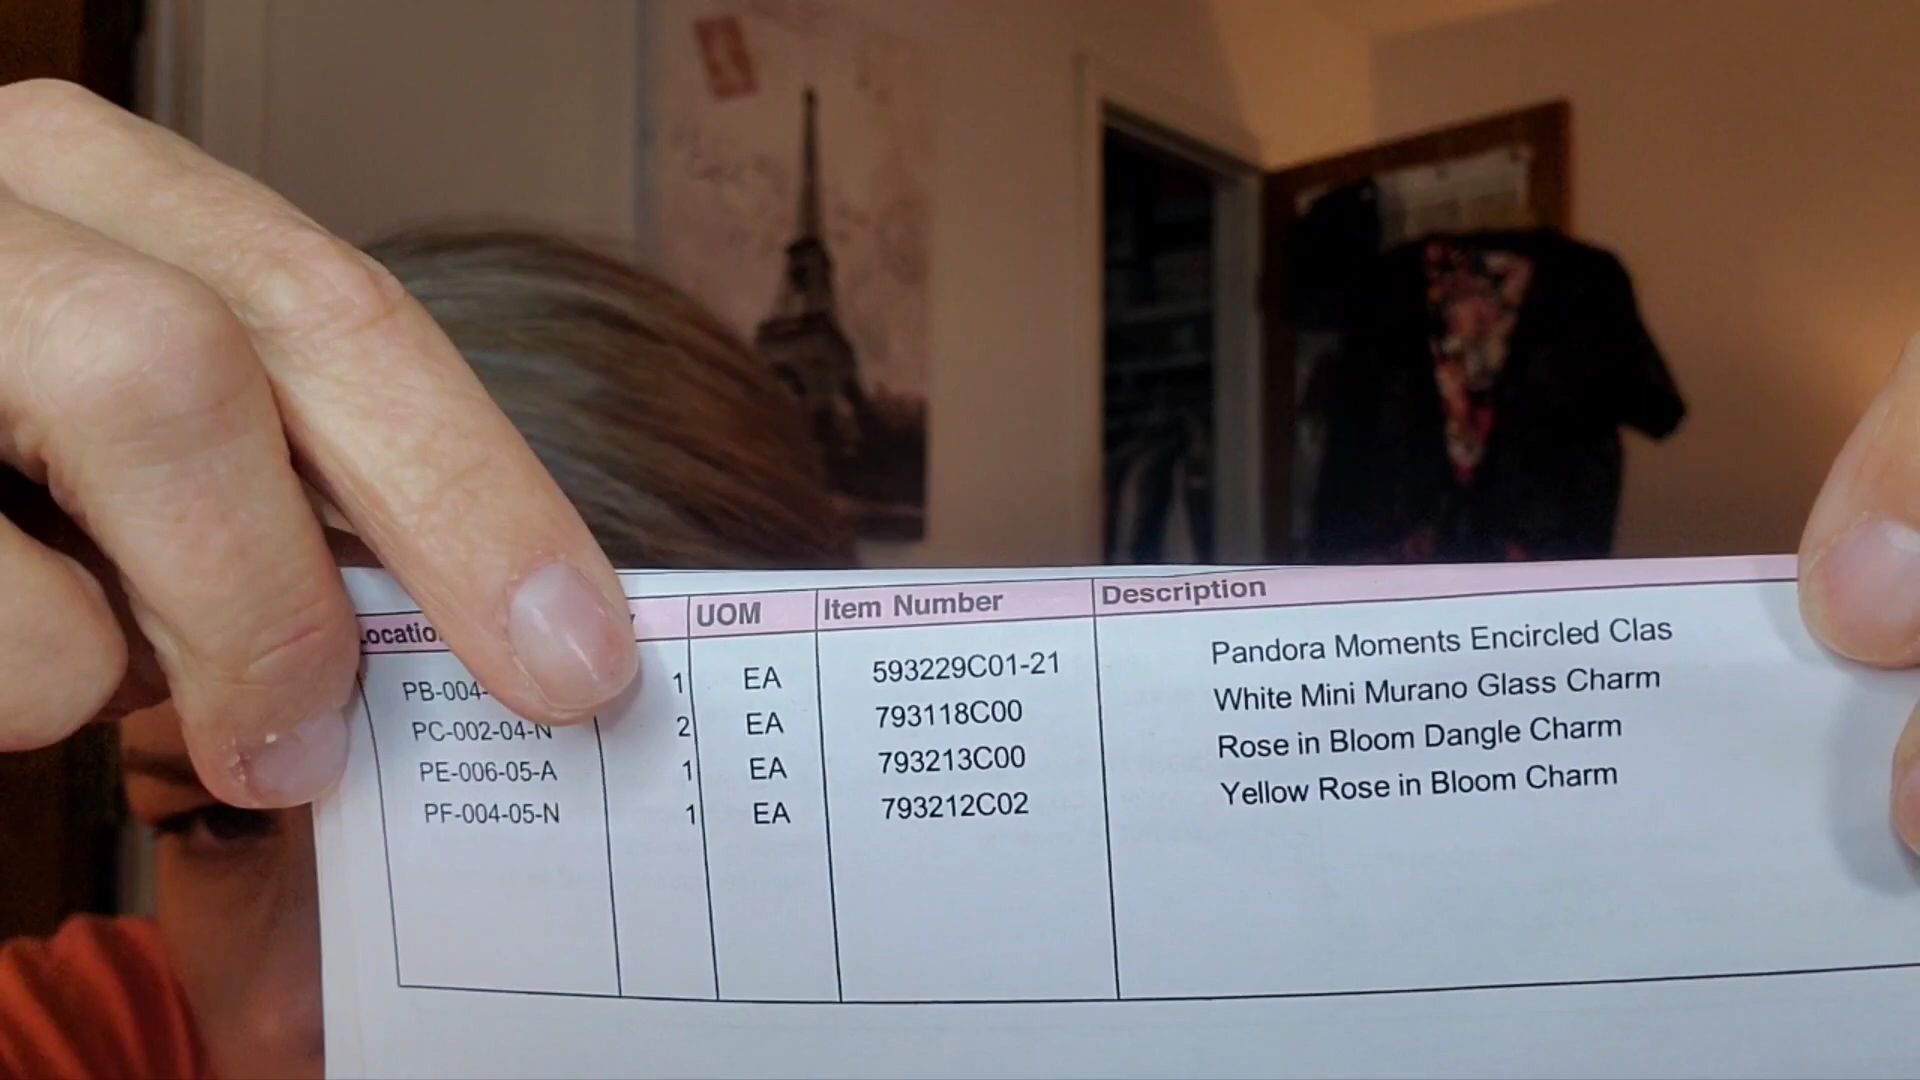 UOM Item Number Description
PB-004- 1 EA 593229C01-21 Pandora Moments Encircled Clas
PC-002-04-N 2 EA 793118C00 White Mini Murano Glass Charm
PE-006-05-A 1 EA 793213C00 Rose in Bloom Dangle Charm
PF-004-05-N 1 EA 793212C02 Yellow Rose in Bloom Charm